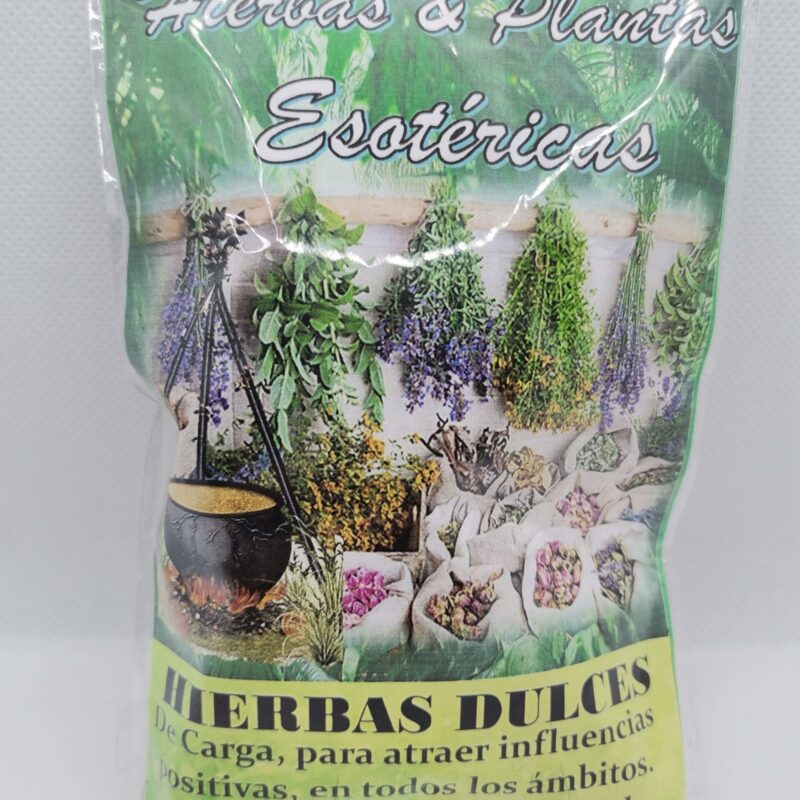 Hierbas & Plantas
Esotéricas
HIERBAS DULCES
De Carga, para atraer influencias
positivas, en todos los ámbitos.